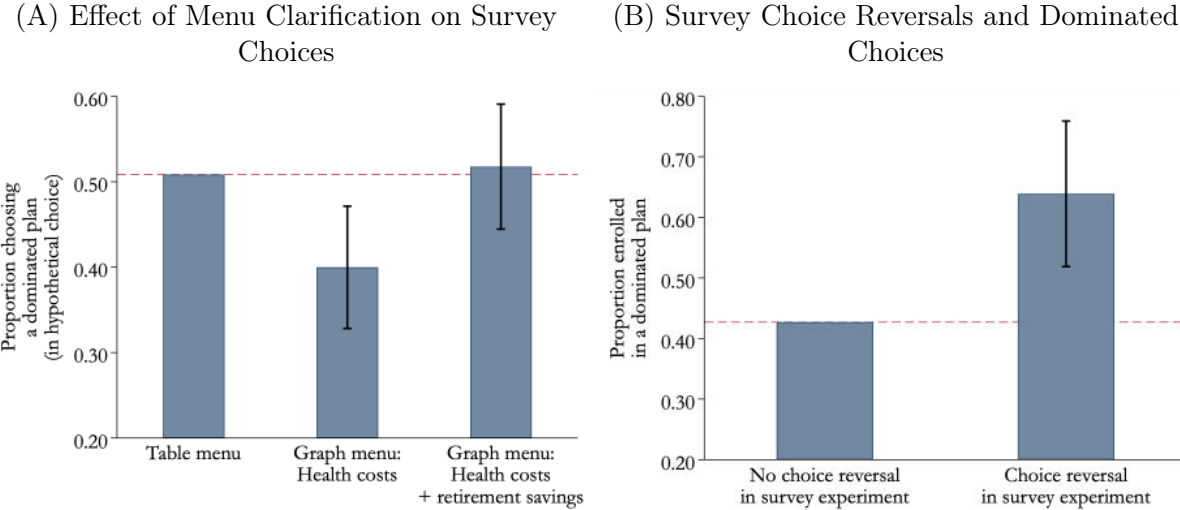 (A) Effect of Menu Clarification on Survey
Choices
Proportion choosing
a dominated plan
(in hypothetical choice)
0.60
0.50
0.40
0.30
0.20
Table menu
Graph menu:
Health costs
Graph menu:
Health costs
+ retirement savings
(B) Survey Choice Reversals and Dominated
Choices
Proportion enrolled
in a dominated plan
0.80
0.70
0.60
0.50
0.40
0.30
0.20
No choice reversal
in survey experiment
Choice reversal
in survey experiment